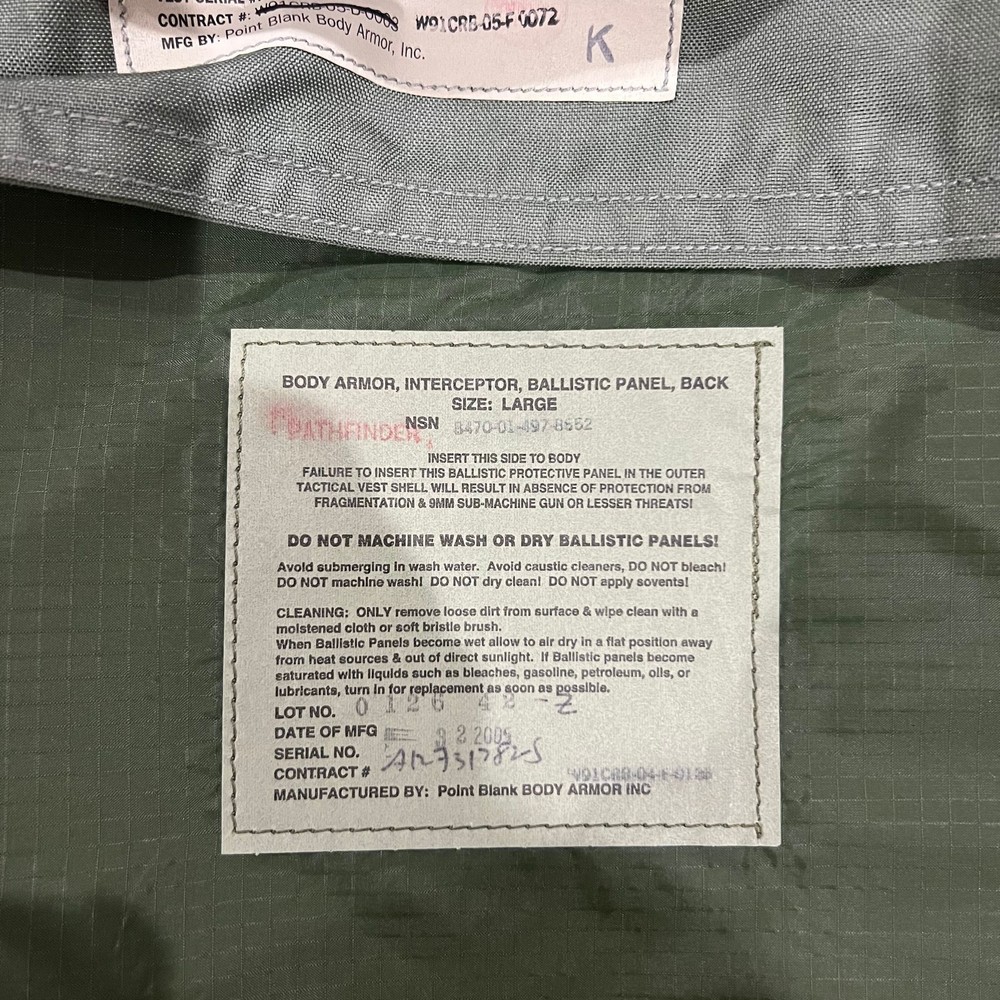 CONTRACT #: W91CRB-05-D-0008 W91CRB-05-F 0072
MFG BY: Point Blank Body Armor, Inc.
K
BODY ARMOR, INTERCEPTOR, BALLISTIC PANEL, BACK
SIZE: LARGE
NSN 8470-01-497-8552
PATHFINDER
INSERT THIS SIDE TO BODY
FAILURE TO INSERT THIS BALLISTIC PROTECTIVE PANEL IN THE OUTER
TACTICAL VEST SHELL WILL RESULT IN ABSENCE OF PROTECTION FROM
FRAGMENTATION & 9MM SUB-MACHINE GUN OR LESSER THREATS!
DO NOT MACHINE WASH OR DRY BALLISTIC PANELS!
Avoid submerging in wash water. Avoid caustic cleaners, DO NOT bleach!
DO NOT machine wash! DO NOT dry clean! DO NOT apply sovents!
CLEANING: ONLY remove loose dirt from surface & wipe clean with a
moistened cloth or soft bristle brush.
When Ballistic Panels become wet allow to air dry in a flat position away
from heat sources & out of direct sunlight. If Ballistic panels become
saturated with liquids such as bleaches, gasoline, petroleum, oils, or
lubricants, turn in for replacement as soon as possible.
LOT NO. 0126 42 -Z
DATE OF MFG 2005
SERIAL NO.
CONTRACT #
MANUFACTURED BY: Point Blank BODY ARMOR INC